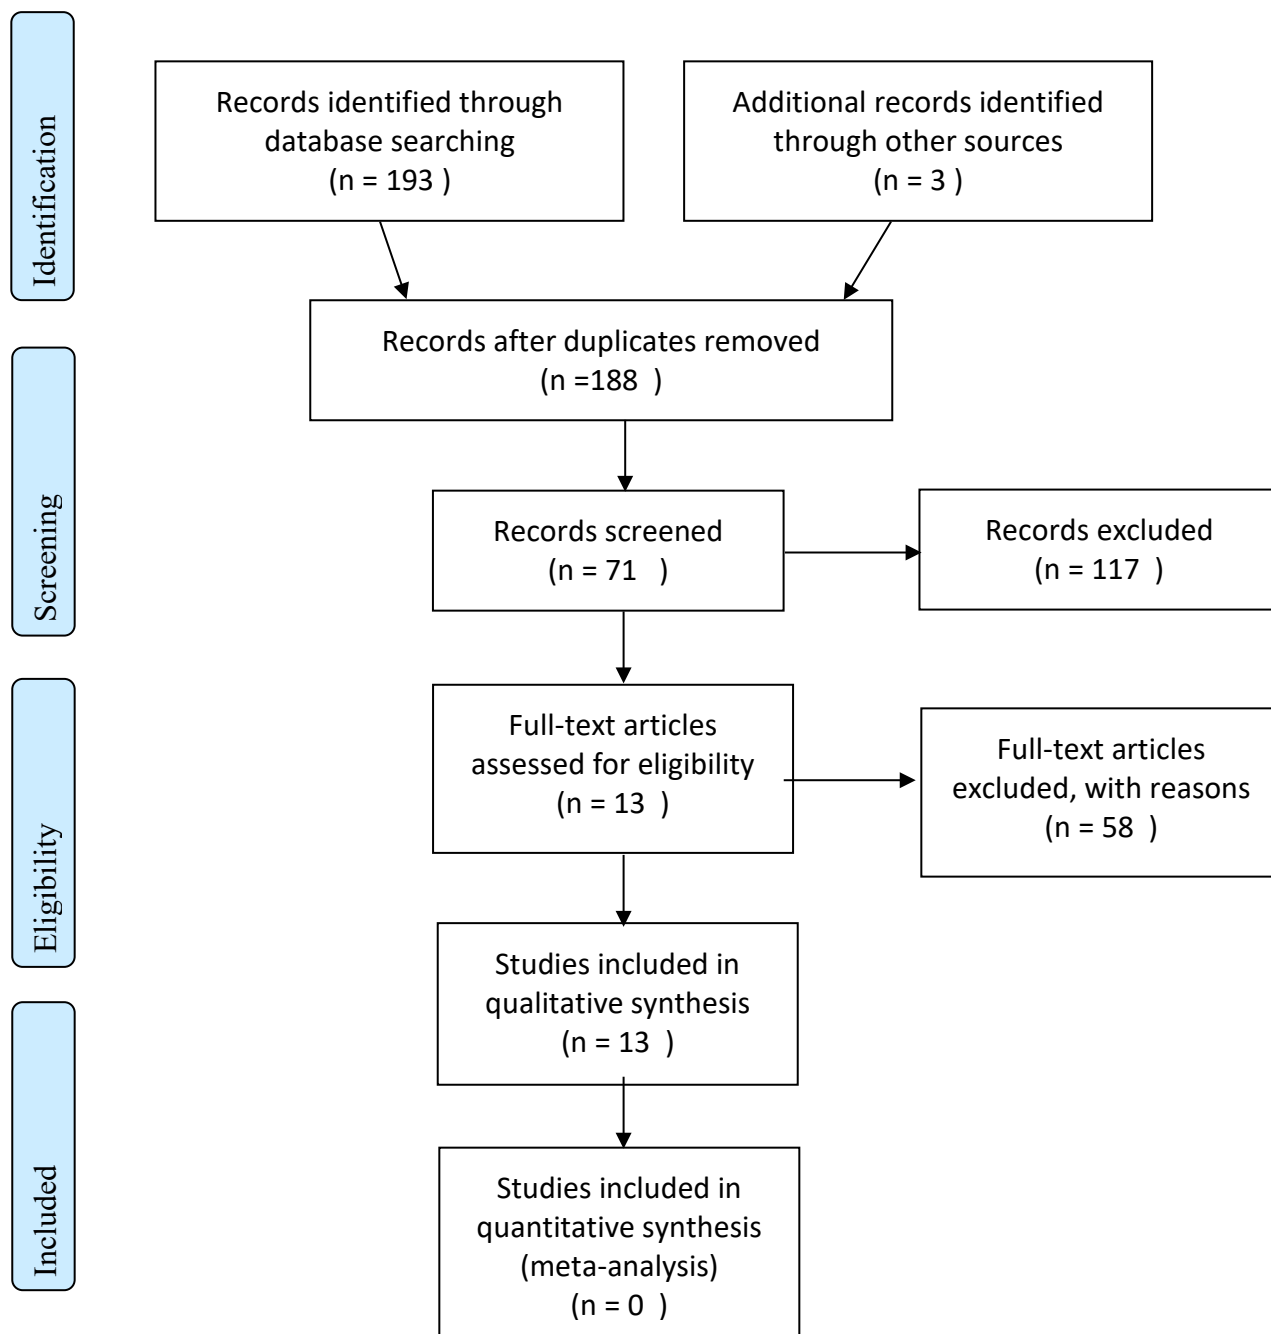 Identification
Records identified through
database searching
(n = 193 )
Additional records identified
through other sources
(n = 3 )
Records after duplicates removed
(n =188 )
Screening
Records screened
(n = 71 )
Records excluded
(n = 117 )
Eligibility
Full-text articles
assessed for eligibility
(n = 13 )
Full-text articles
excluded, with reasons
(n = 58 )
Studies included in
qualitative synthesis
(n = 13 )
Included
Studies included in
quantitative synthesis
(meta-analysis)
(n = 0 )